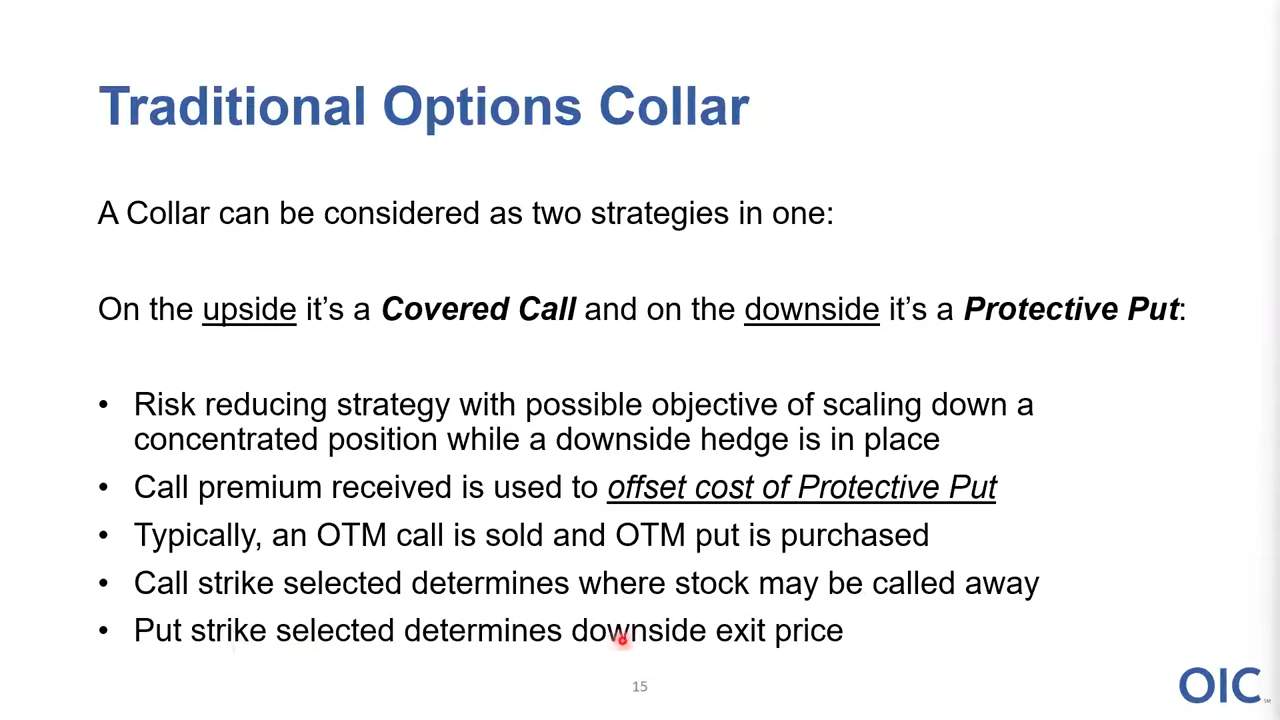 Traditional Options Collar
A Collar can be considered as two strategies in one:
On the upside it’s a Covered Call and on the downside it’s a Protective Put:
• Risk reducing strategy with possible objective of scaling down a
concentrated position while a downside hedge is in place
• Call premium received is used to offset cost of Protective Put
• Typically, an OTM call is sold and OTM put is purchased
• Call strike selected determines where stock may be called away
• Put strike selected determines downside exit price
15
OIC℠